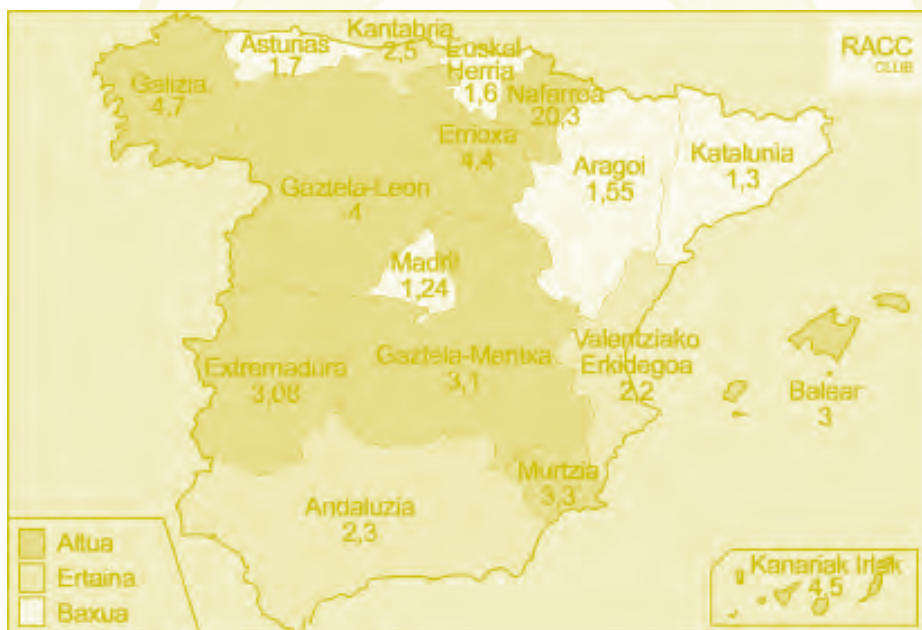 Kantabria
2,5
Asturias
1,7
Euskal
Herria
1,6
RACC
CLUB
Galizia
4,7
Nafarroa
20,3
Errioxa
4,4
Aragoi
1,55
Katalunia
1,3
Gaztela-Leon
4
Madril
1,24
Valentziako
Erkidegoa
2,2
Extremadura
3,08
Gaztela-Mentxa
3,1
Balear
3
Murtzia
3,3
Andaluzia
2,3
Altua
Ertaina
Baxua
Kanariak Irlak
4,5